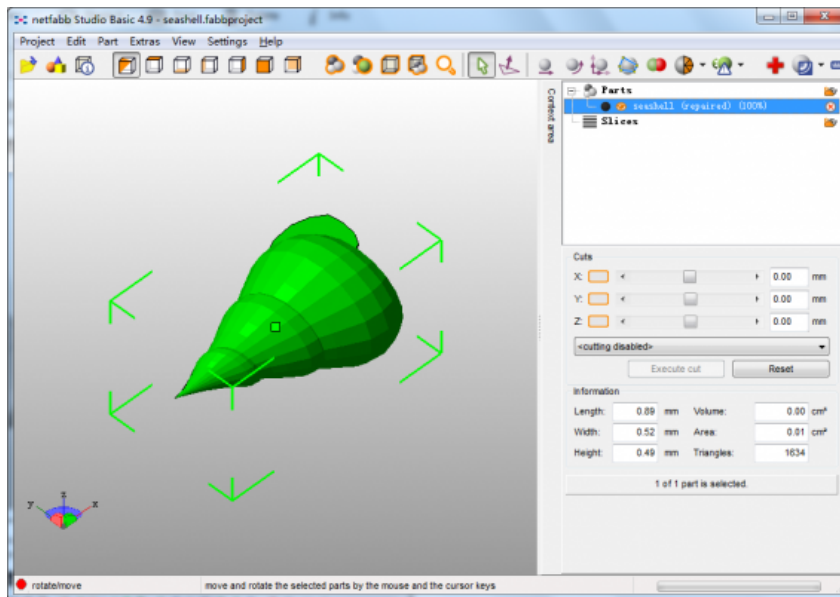 netfabb Studio Basic 4.9 - seashell.fabbproject
Project Edit Part Extras View Settings Help
Context area
Parts
seashell (repaired) (100%)
Slices
Cuts
X: 0.00 mm
Y: 0.00 mm
Z: 0.00 mm
<cutting disabled>
Execute cut Reset
Information
Length: 0.89 mm Volume: 0.00 cm³
Width: 0.52 mm Area: 0.01 cm²
Height: 0.49 mm Triangles: 1634
1 of 1 part is selected.
y z x
rotate/move move and rotate the selected parts by the mouse and the cursor keys